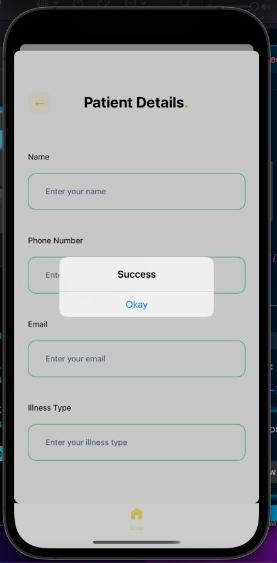 ←
Patient Details.
Name
Enter your name
Phone Number
Ente
Success
Okay
Email
Enter your email
Illness Type
Enter your illness type